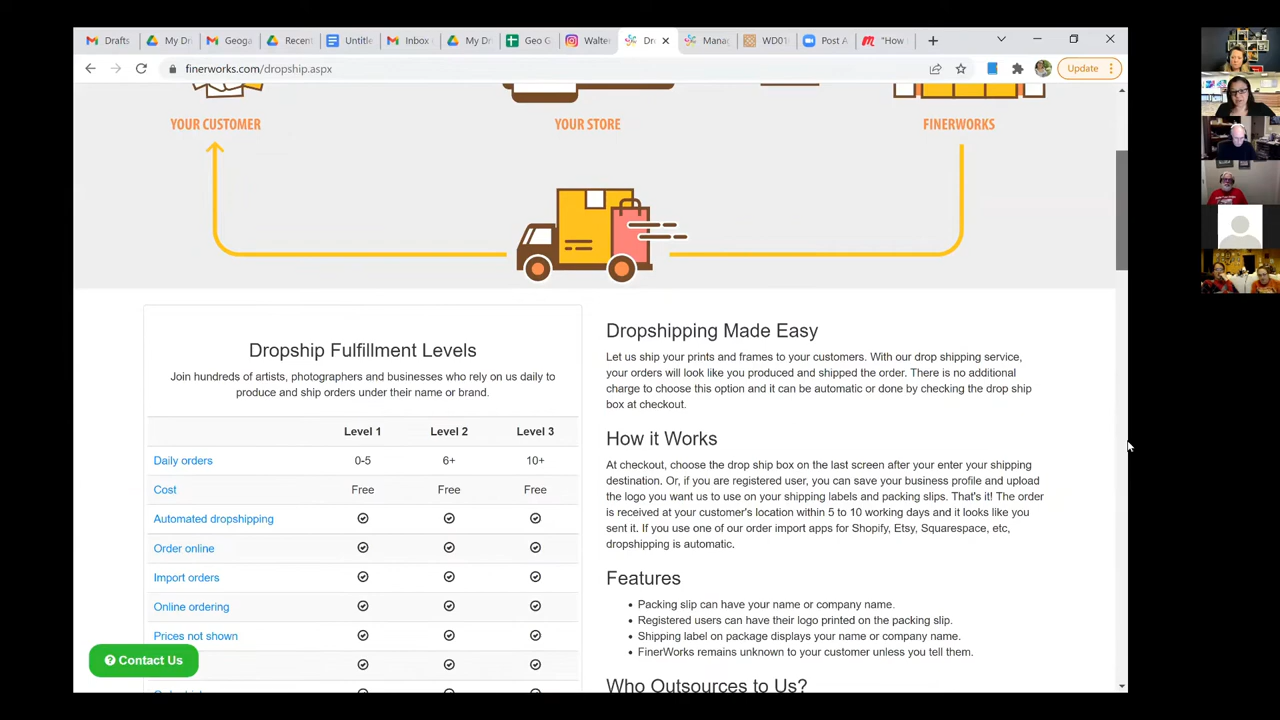 Drafts
My Dr
Geoga
Recent
Untitle
Inbox
My Dr
Geo G
Walter
Dro
Manag
WD01
Post A
"How
finerworks.com/dropship.aspx
Update
YOUR CUSTOMER
YOUR STORE
FINERWORKS
Dropship Fulfillment Levels
Join hundreds of artists, photographers and businesses who rely on us daily to
produce and ship orders under their name or brand.
Level 1 Level 2 Level 3
Daily orders 0-5 6+ 10+
Cost Free Free Free
Automated dropshipping
Order online
Import orders
Online ordering
Prices not shown
Contact Us
Dropshipping Made Easy
Let us ship your prints and frames to your customers. With our drop shipping service,
your orders will look like you produced and shipped the order. There is no additional
charge to choose this option and it can be automatic or done by checking the drop ship
box at checkout.
How it Works
At checkout, choose the drop ship box on the last screen after your enter your shipping
destination. Or, if you are registered user, you can save your business profile and upload
the logo you want us to use on your shipping labels and packing slips. That's it! The order
is received at your customer's location within 5 to 10 working days and it looks like you
sent it. If you use one of our order import apps for Shopify, Etsy, Squarespace, etc,
dropshipping is automatic.
Features
Packing slip can have your name or company name.
Registered users can have their logo printed on the packing slip.
Shipping label on package displays your name or company name.
FinerWorks remains unknown to your customer unless you tell them.
Who Outsources to Us?